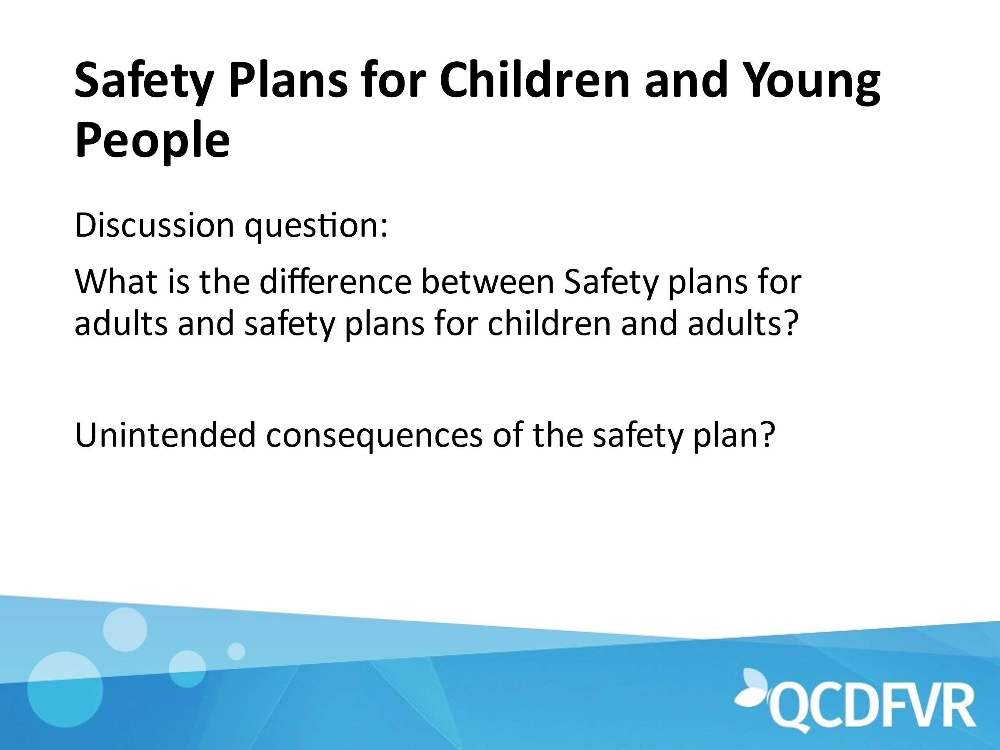 Safety Plans for Children and Young
People
Discussion question:
What is the difference between Safety plans for
adults and safety plans for children and adults?
Unintended consequences of the safety plan?
QCDFVR